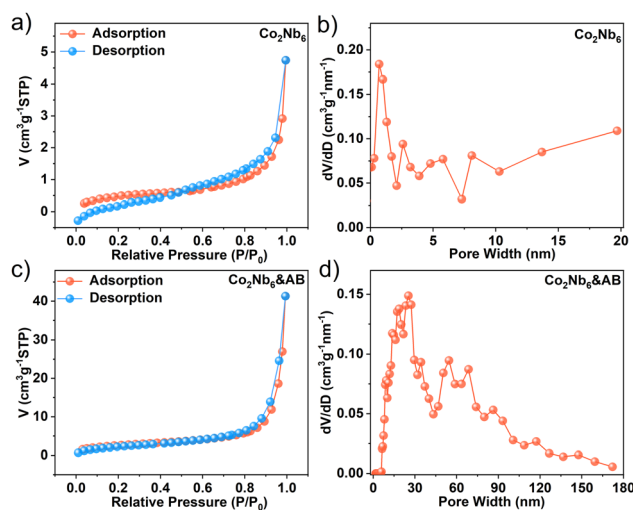 a)
Adsorption
Desorption
Co₂Nb₆
V (cm³g⁻¹STP)
5
4
3
2
1
0
0.0 0.2 0.4 0.6 0.8 1.0
Relative Pressure (P/P₀)
b)
Co₂Nb₆
dV/dD (cm³g⁻¹nm⁻¹)
0.20
0.15
0.10
0.05
0.00
0 5 10 15 20
Pore Width (nm)
c)
Adsorption
Desorption
Co₂Nb₆&AB
V (cm³g⁻¹STP)
40
30
20
10
0
0.0 0.2 0.4 0.6 0.8 1.0
Relative Pressure (P/P₀)
d)
Co₂Nb₆&AB
dV/dD (cm³g⁻¹nm⁻¹)
0.15
0.10
0.05
0.00
0 30 60 90 120 150 180
Pore Width (nm)